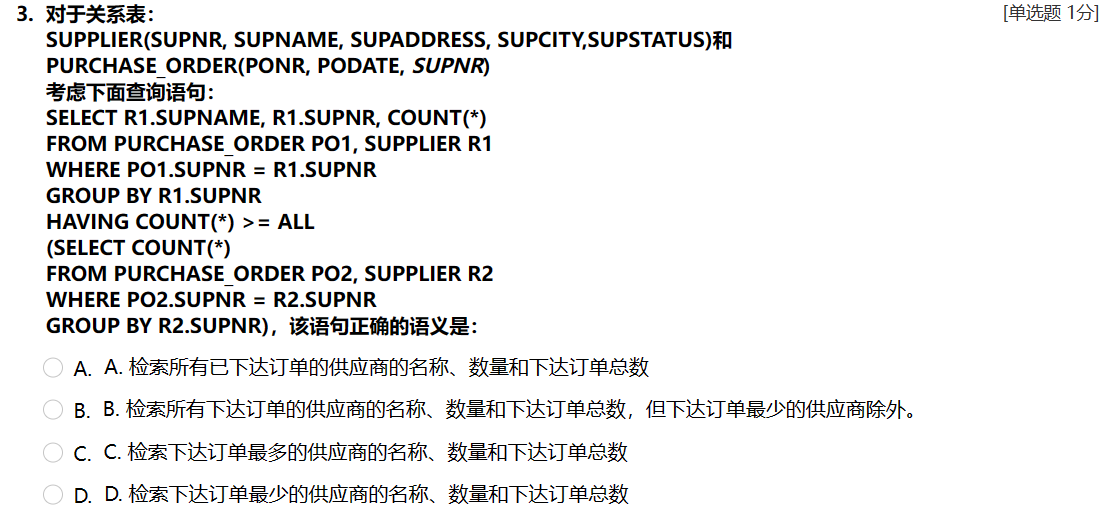 3. 对于关系表： [单选题 1分]
SUPPLIER(SUPNR, SUPNAME, SUPADDRESS, SUPCITY,SUPSTATUS)和
PURCHASE_ORDER(PONR, PODATE, SUPNR)
考虑下面查询语句：
SELECT R1.SUPNAME, R1.SUPNR, COUNT(*)
FROM PURCHASE_ORDER PO1, SUPPLIER R1
WHERE PO1.SUPNR = R1.SUPNR
GROUP BY R1.SUPNR
HAVING COUNT(*) >= ALL
(SELECT COUNT(*)
FROM PURCHASE_ORDER PO2, SUPPLIER R2
WHERE PO2.SUPNR = R2.SUPNR
GROUP BY R2.SUPNR)，该语句正确的语义是：
A. A. 检索所有已下达订单的供应商的名称、数量和下达订单总数
B. B. 检索所有下达订单的供应商的名称、数量和下达订单总数，但下达订单最少的供应商除外。
C. C. 检索下达订单最多的供应商的名称、数量和下达订单总数
D. D. 检索下达订单最少的供应商的名称、数量和下达订单总数